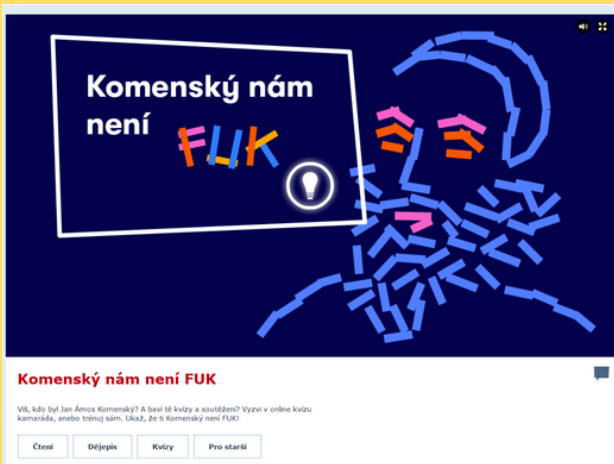 Komenský nám
není
FUK
Komenský nám není FUK
Víš, kdo byl Jan Ámos Komenský? A baví tě kvízy a soutěžení? Vyzvi v online kvízu
kamaráda, anebo trénuj sám. Ukaž, že ti Komenský není FUK!
Čtení
Dějepis
Kvízy
Pro starší